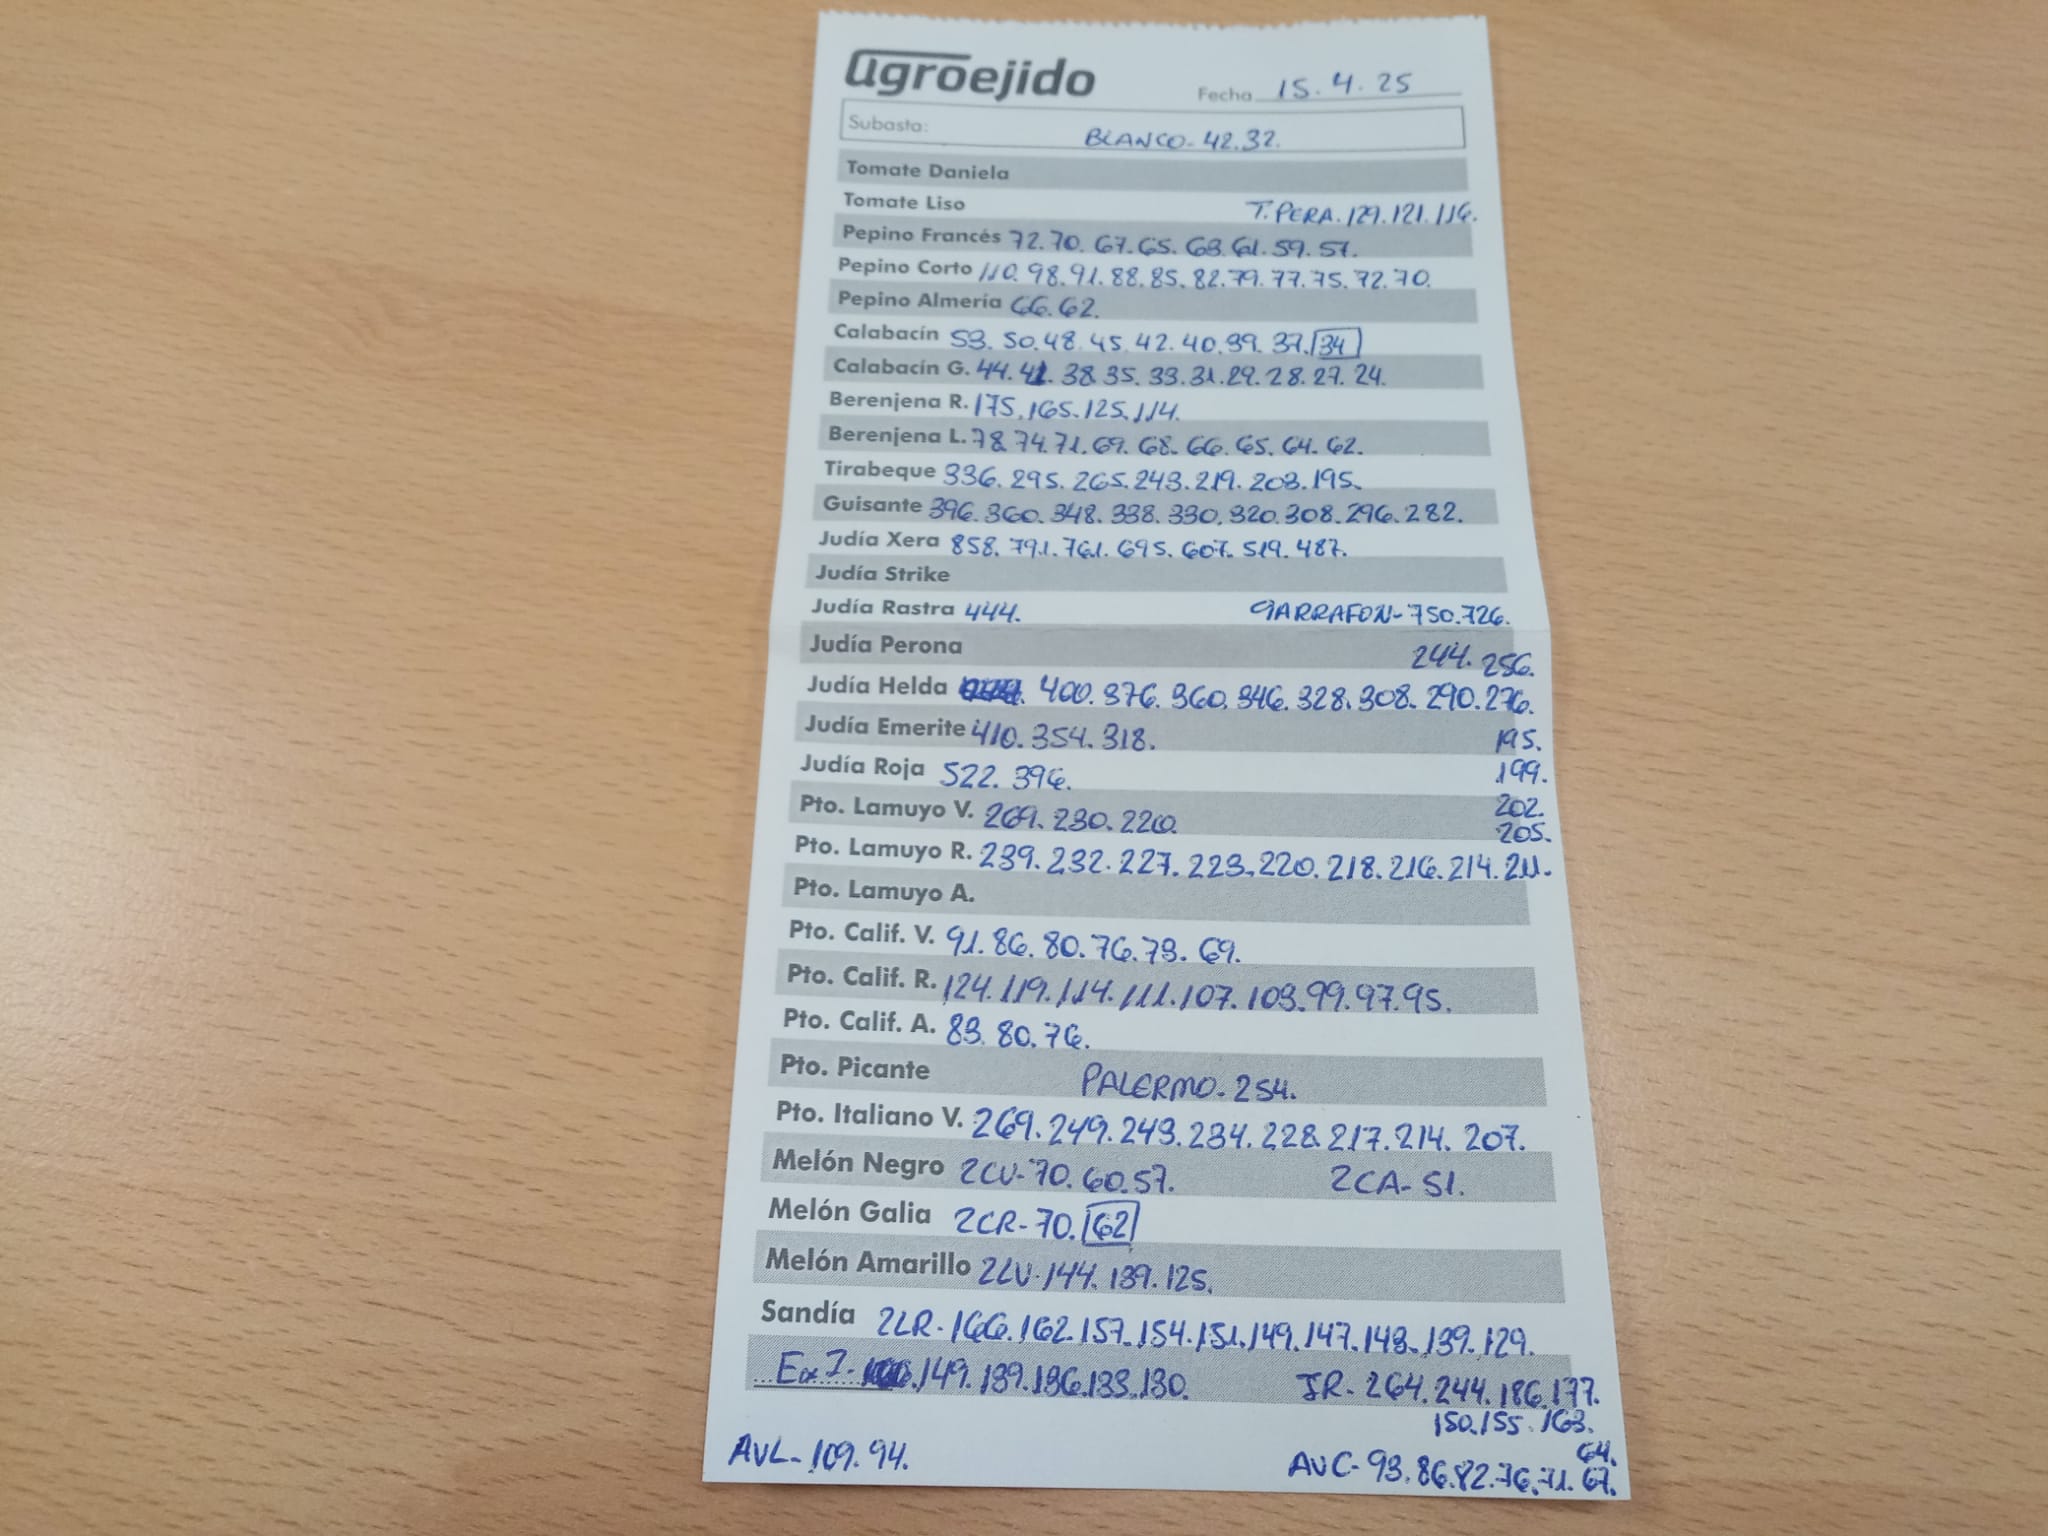 agroejido Fecha 15.4.25
Subasta: BLANCO-42.32.
Tomate Daniela
Tomate Liso T.PERA.129.121.116.
Pepino Francés 72.70.67.65.63.61.59.57.
Pepino Corto 110.98.91.88.85.82.79.77.75.72.70.
Pepino Almería 66.62.
Calabacín 53.50.48.45.42.40.39.37.34
Calabacín G. 44.41.38.35.33.31.29.28.27.24.
Berenjena R. 175.165.125.114.
Berenjena L. 78.74.71.69.68.66.65.64.62.
Tirabeque 336.295.265.243.219.203.195.
Guisante 396.360.348.338.330.320.308.296.282.
Judía Xera 858.791.761.695.607.519.487.
Judía Strike
Judía Rastra 444. GARRAFON-750.726.
Judía Perona 244.256.
Judía Helda 400.376.360.346.328.308.290.276.
Judía Emerite 410.354.318. 195.
Judía Roja 522.396. 199.
Pto. Lamuyo V. 269.230.220. 202.
205.
Pto. Lamuyo R. 239.232.227.223.220.218.216.214.211.
Pto. Lamuyo A.
Pto. Calif. V. 91.86.80.76.73.69.
Pto. Calif. R. 124.119.114.111.107.103.99.97.95.
Pto. Calif. A. 83.80.76.
Pto. Picante PALERMO-254.
Pto. Italiano V. 269.249.243.234.228.217.214.207.
Melón Negro 2CV-70.60.57. 2CA-51.
Melón Galia 2CR-70.62
Melón Amarillo 2LV-144.139.125.
Sandía 2LR-166.162.157.154.151.149.147.143.139.129.
149.139.136.133.130. JR-264.244.186.177.
150.155.163.
64.
AVL-109.94. AVC-93.86.82.76.71.67.